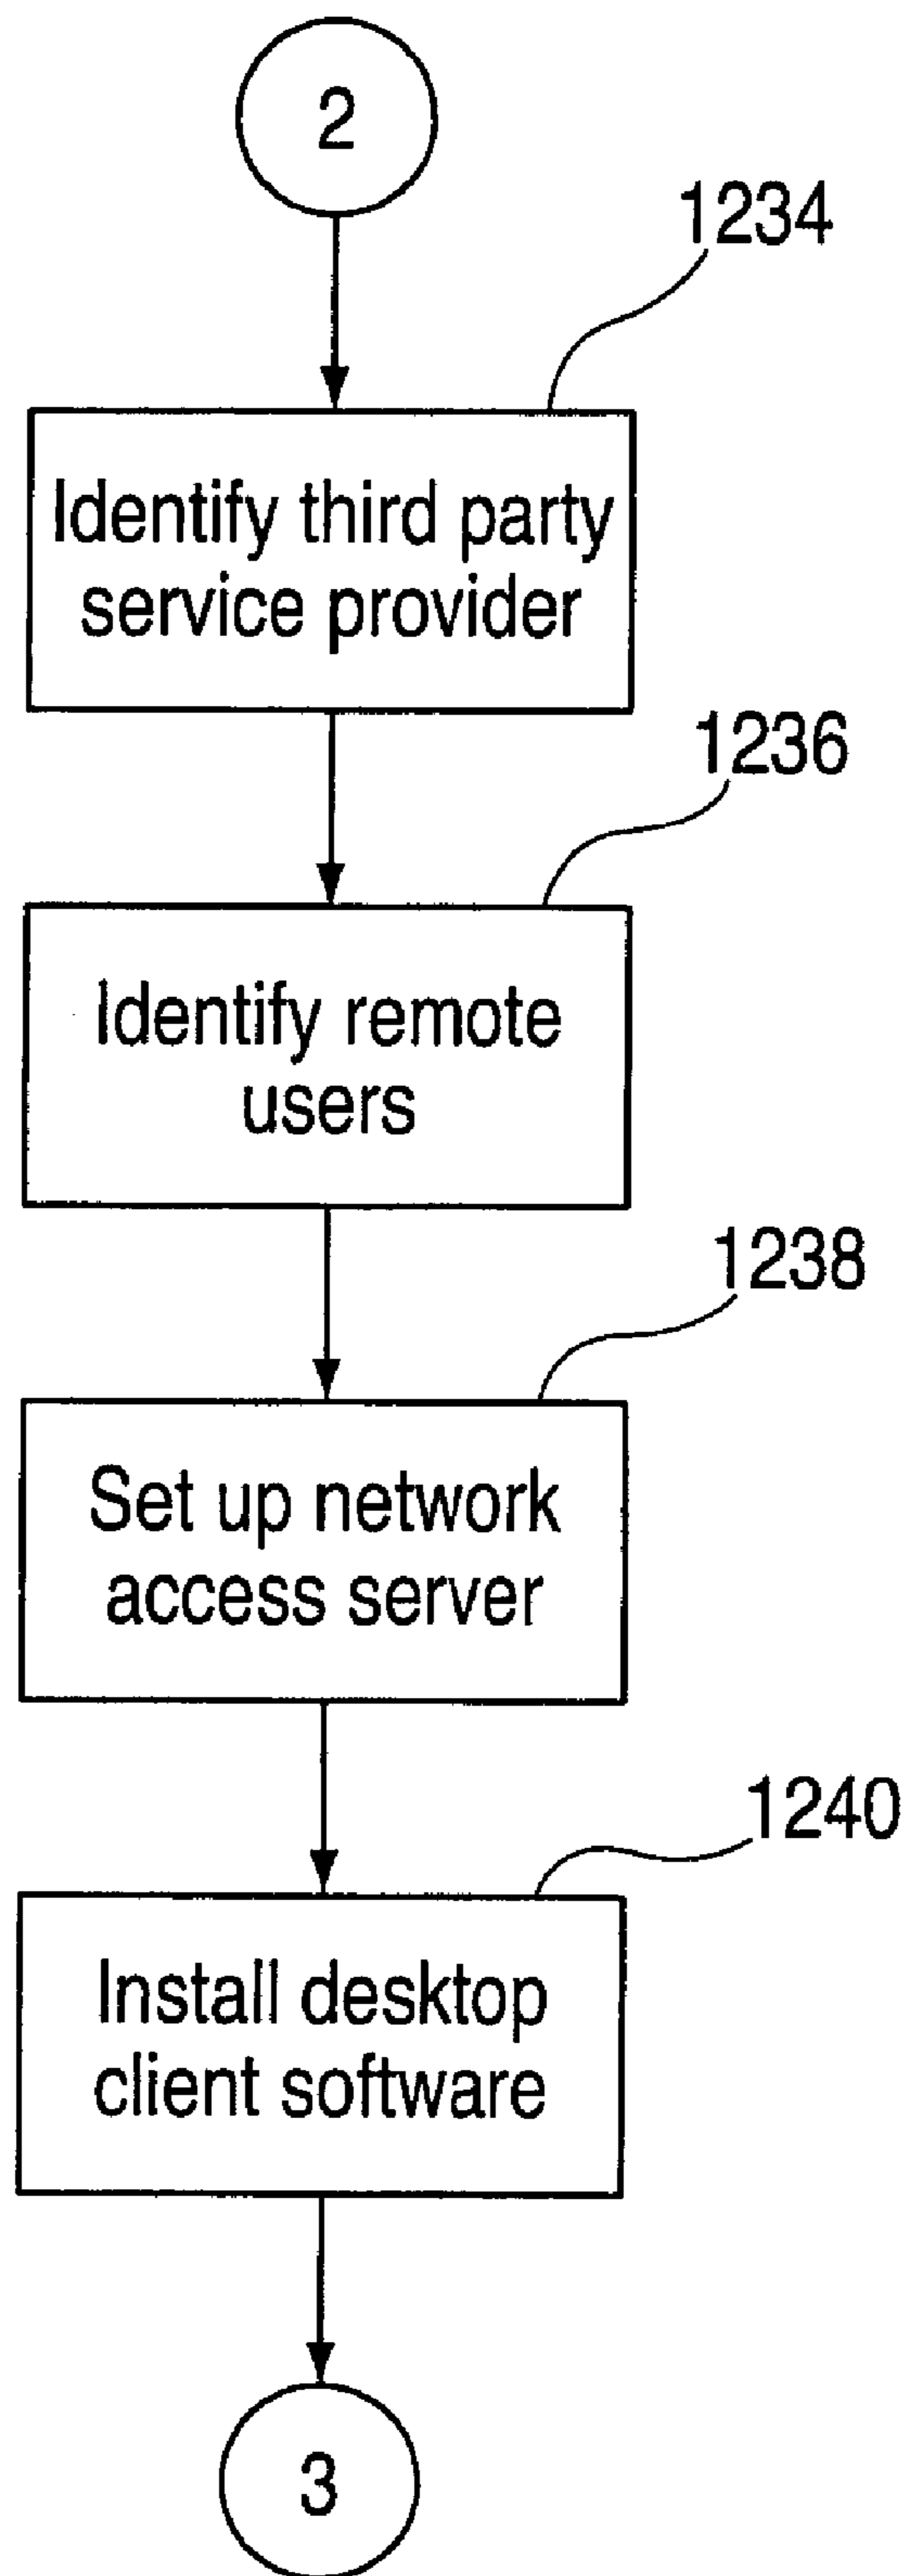 2
1234
Identify third party
service provider
1236
Identify remote
users
1238
Set up network
access server
1240
Install desktop
client software
3